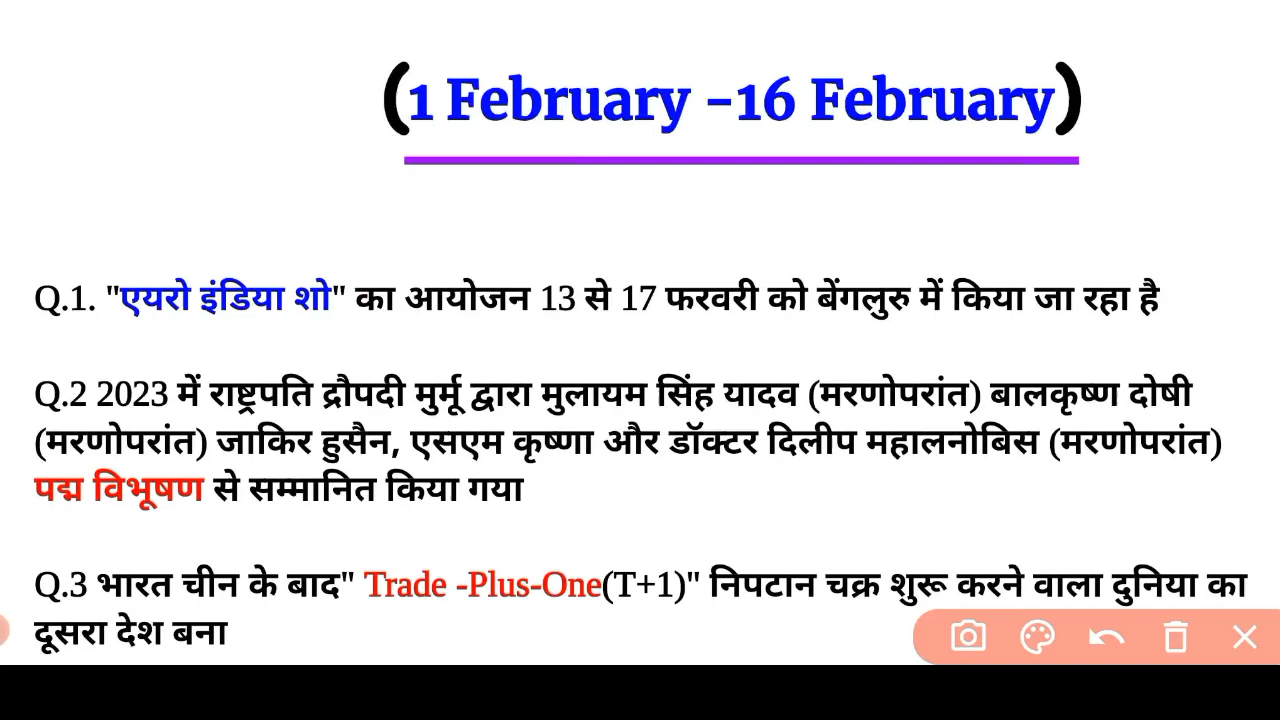 (1 February -16 February)
Q.1. "एयरो इंडिया शो" का आयोजन 13 से 17 फरवरी को बेंगलुरु में किया जा रहा है
Q.2 2023 में राष्ट्रपति द्रौपदी मुर्मू द्वारा मुलायम सिंह यादव (मरणोपरांत) बालकृष्ण दोषी
(मरणोपरांत) जाकिर हुसैन, एसएम कृष्णा और डॉक्टर दिलीप महालनोबिस (मरणोपरांत)
पद्म विभूषण से सम्मानित किया गया
Q.3 भारत चीन के बाद" Trade -Plus-One(T+1)" निपटान चक्र शुरू करने वाला दुनिया का
दूसरा देश बना